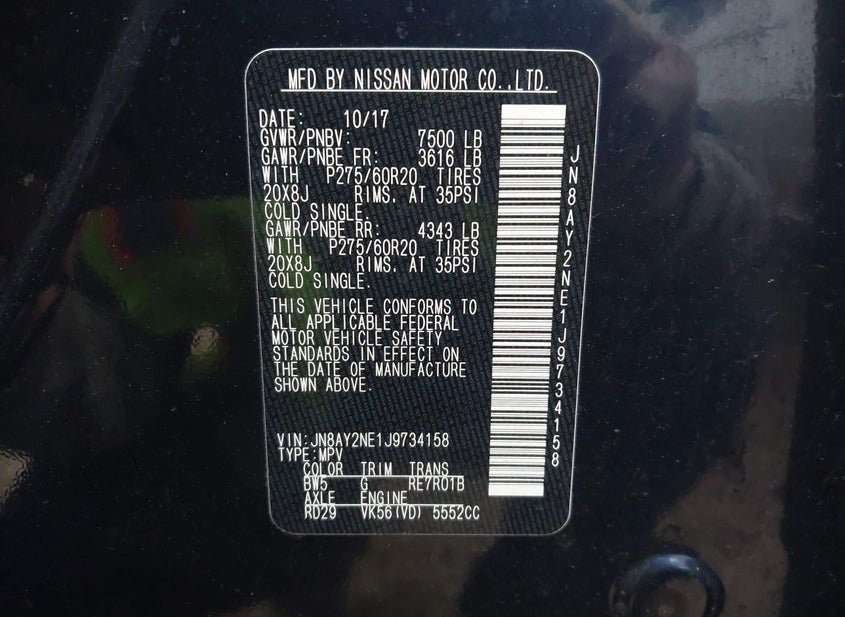 MFD BY NISSAN MOTOR CO.,LTD.
DATE: 10/17
GVWR/PNBV: 7500 LB
GAWR/PNBE FR: 3616 LB
WITH P275/60R20 TIRES
20X8J RIMS, AT 35PSI
COLD SINGLE.
GAWR/PNBE RR: 4343 LB
WITH P275/60R20 TIRES
20X8J RIMS, AT 35PSI
COLD SINGLE.
THIS VEHICLE CONFORMS TO
ALL APPLICABLE FEDERAL
MOTOR VEHICLE SAFETY
STANDARDS IN EFFECT ON
THE DATE OF MANUFACTURE
SHOWN ABOVE.
VIN:JN8AY2NE1J9734158
TYPE:MPV
COLOR TRIM TRANS
BW5 G RE7R01B
AXLE ENGINE
RD29 VK56(VD) 5552CC
JN8AY2NE1J9734158